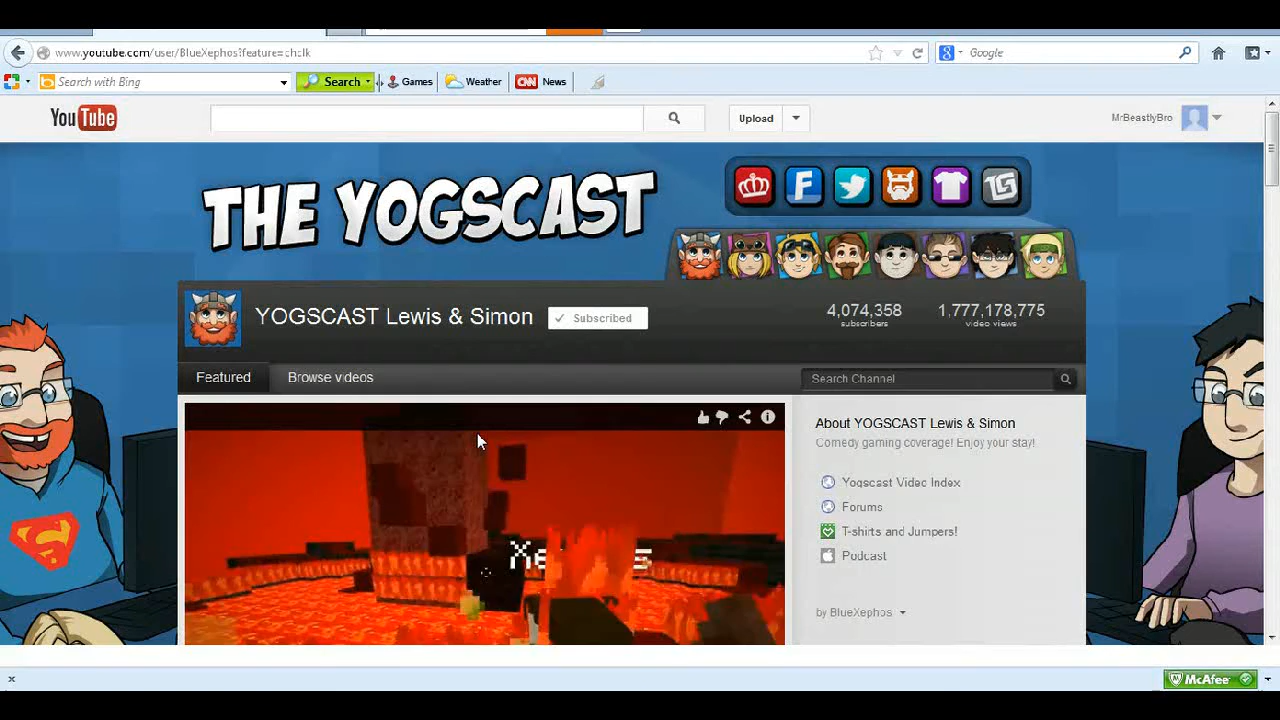 www.youtube.com/user/BlueXephos?feature=chclk
Google
Search with Bing
Search
Games
Weather
CNN
News
YouTube
Upload
MrBeastlyBro
THE YOGSCAST
YOGSCAST Lewis & Simon
Subscribed
4,074,358
subscribers
1,777,178,775
video views
Featured
Browse videos
Search Channel
About YOGSCAST Lewis & Simon
Comedy gaming coverage! Enjoy your stay!
Yogscast Video Index
Forums
T-shirts and Jumpers!
Podcast
by BlueXephos
McAfee